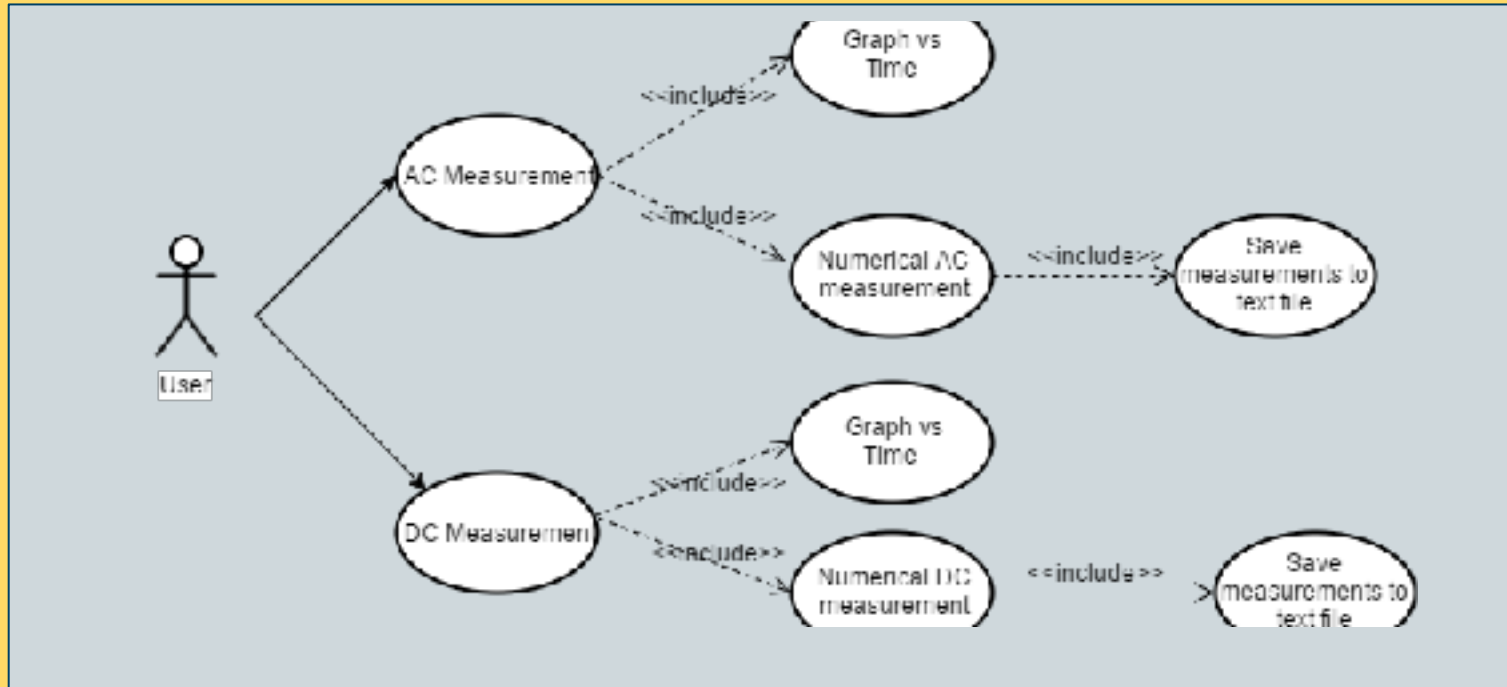 Graph vs
Time
<<include>>
AC Measurement
<<include>>
Numerical AC
measurement
<<include>>
Save
measurements to
text file
User
Graph vs
Time
<<include>>
DC Measurement
<<include>>
Numerical DC
measurement
<<include>>
Save
measurements to
text file